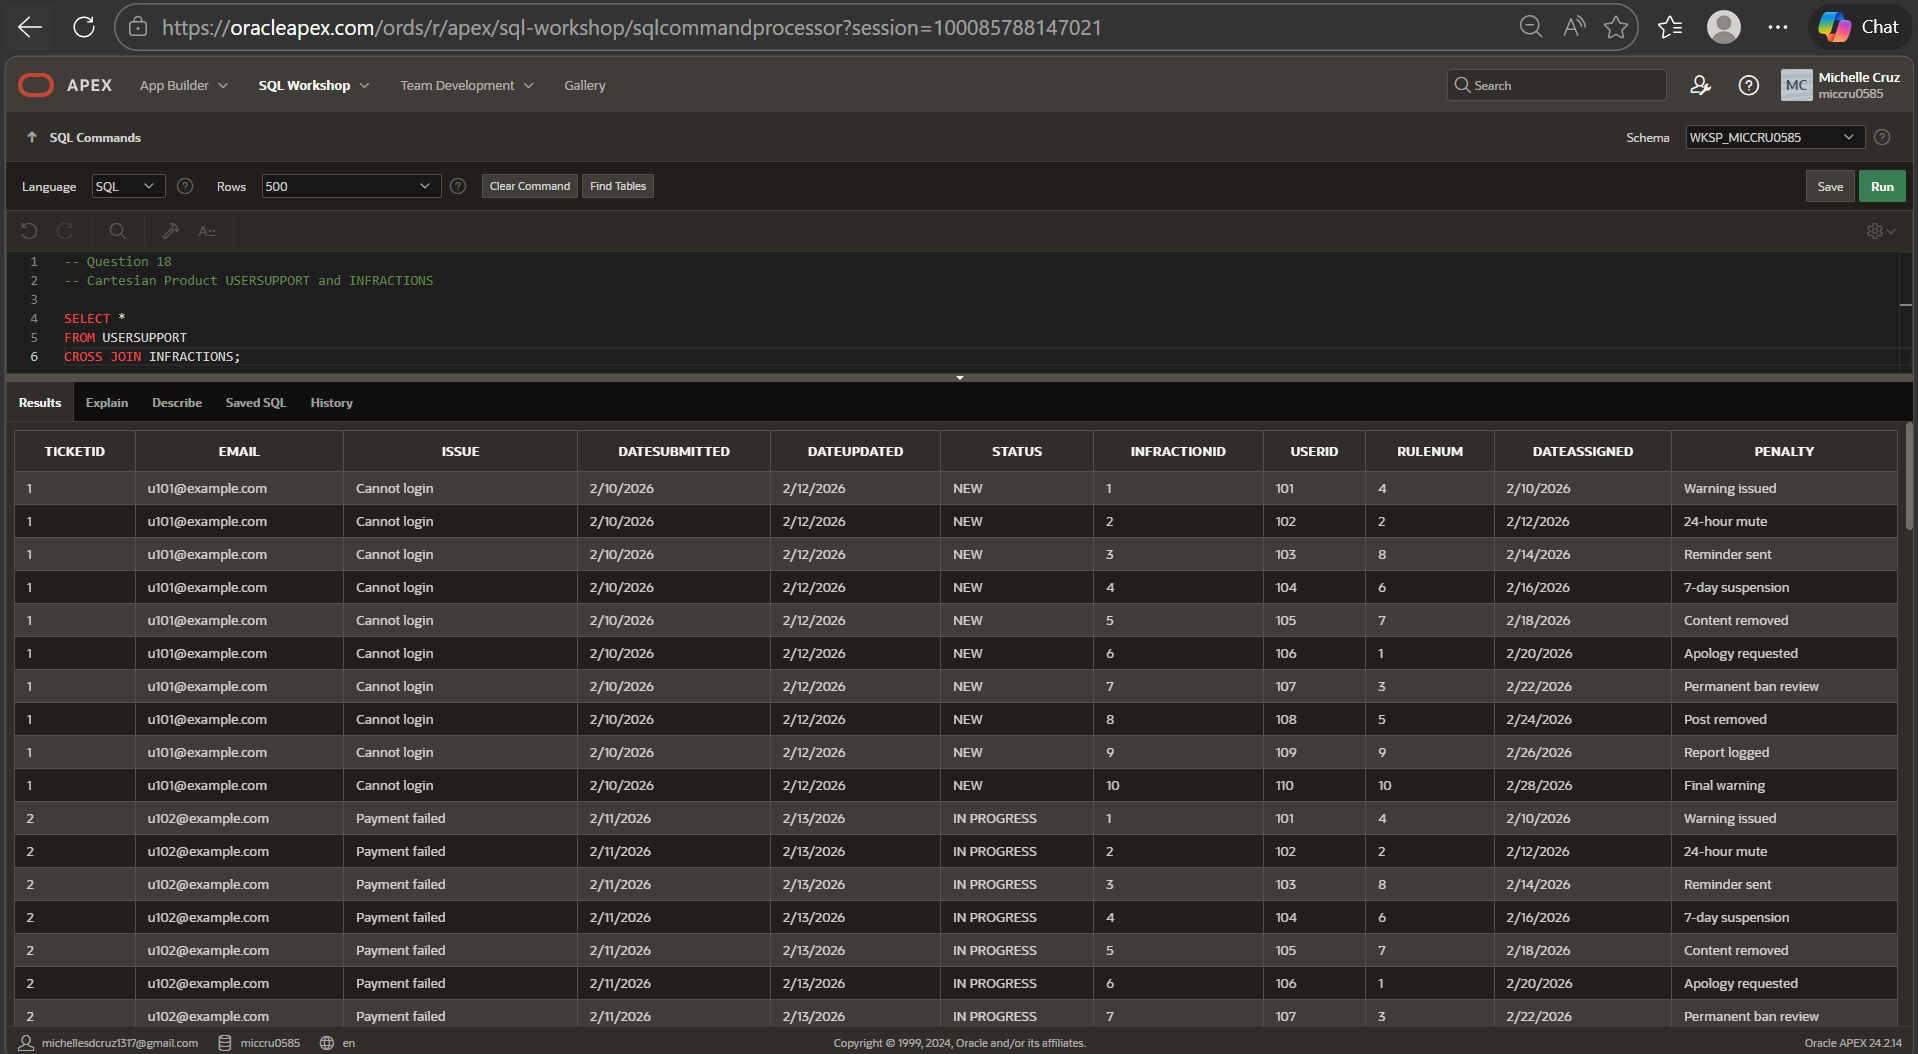 https://oracleapex.com/ords/r/apex/sql-workshop/sqlcommandprocessor?session=100085788147021
Chat
APEX App Builder SQL Workshop Team Development Gallery Search MC Michelle Cruz
miccru0585
SQL Commands Schema WKSP_MICCRU0585
Language SQL Rows 500 Clear Command Find Tables Save Run
1 -- Question 18
2 -- Cartesian Product USERSUPPORT and INFRACTIONS
3
4 SELECT *
5 FROM USERSUPPORT
6 CROSS JOIN INFRACTIONS;
Results Explain Describe Saved SQL History
TICKETID EMAIL ISSUE DATESUBMITTED DATEUPDATED STATUS INFRACTIONID USERID RULENUM DATEASSIGNED PENALTY
1 u101@example.com Cannot login 2/10/2026 2/12/2026 NEW 1 101 4 2/10/2026 Warning issued
1 u101@example.com Cannot login 2/10/2026 2/12/2026 NEW 2 102 2 2/12/2026 24-hour mute
1 u101@example.com Cannot login 2/10/2026 2/12/2026 NEW 3 103 8 2/14/2026 Reminder sent
1 u101@example.com Cannot login 2/10/2026 2/12/2026 NEW 4 104 6 2/16/2026 7-day suspension
1 u101@example.com Cannot login 2/10/2026 2/12/2026 NEW 5 105 7 2/18/2026 Content removed
1 u101@example.com Cannot login 2/10/2026 2/12/2026 NEW 6 106 1 2/20/2026 Apology requested
1 u101@example.com Cannot login 2/10/2026 2/12/2026 NEW 7 107 3 2/22/2026 Permanent ban review
1 u101@example.com Cannot login 2/10/2026 2/12/2026 NEW 8 108 5 2/24/2026 Post removed
1 u101@example.com Cannot login 2/10/2026 2/12/2026 NEW 9 109 9 2/26/2026 Report logged
1 u101@example.com Cannot login 2/10/2026 2/12/2026 NEW 10 110 10 2/28/2026 Final warning
2 u102@example.com Payment failed 2/11/2026 2/13/2026 IN PROGRESS 1 101 4 2/10/2026 Warning issued
2 u102@example.com Payment failed 2/11/2026 2/13/2026 IN PROGRESS 2 102 2 2/12/2026 24-hour mute
2 u102@example.com Payment failed 2/11/2026 2/13/2026 IN PROGRESS 3 103 8 2/14/2026 Reminder sent
2 u102@example.com Payment failed 2/11/2026 2/13/2026 IN PROGRESS 4 104 6 2/16/2026 7-day suspension
2 u102@example.com Payment failed 2/11/2026 2/13/2026 IN PROGRESS 5 105 7 2/18/2026 Content removed
2 u102@example.com Payment failed 2/11/2026 2/13/2026 IN PROGRESS 6 106 1 2/20/2026 Apology requested
2 u102@example.com Payment failed 2/11/2026 2/13/2026 IN PROGRESS 7 107 3 2/22/2026 Permanent ban review
michellesdcruz1317@gmail.com miccru0585 en Copyright © 1999, 2024, Oracle and/or its affiliates. Oracle APEX 24.2.14